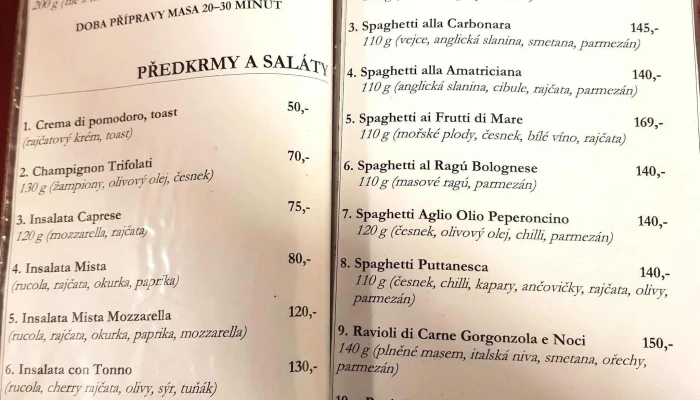 200 g
DOBA PŘÍPRAVY MASA 20–30 MINUT
PŘEDKRMY A SALÁTY
1. Crema di pomodoro, toast 50,-
(rajčatový krém, toast)
2. Champignon Trifolati 70,-
130 g (žampiony, olivový olej, česnek)
3. Insalata Caprese 75,-
120 g (mozzarella, rajčata)
4. Insalata Mista 80,-
(rucola, rajčata, okurka, paprika)
5. Insalata Mista Mozzarella 120,-
(rucola, rajčata, okurka, paprika, mozzarella)
6. Insalata con Tonno 130,-
(rucola, cherry rajčata, olivy, sýr, tuňák)
3. Spaghetti alla Carbonara 145,-
110 g (vejce, anglická slanina, smetana, parmezán)
4. Spaghetti alla Amatriciana 140,-
110 g (anglická slanina, cibule, rajčata, parmezán)
5. Spaghetti ai Frutti di Mare 169,-
110 g (mořské plody, česnek, bílé víno, rajčata)
6. Spaghetti al Ragú Bolognese 140,-
110 g (masové ragú, parmezán)
7. Spaghetti Aglio Olio Peperoncino 140,-
120 g (česnek, olivový olej, chilli, parmezán)
8. Spaghetti Puttanesca 140,-
110 g (česnek, chilli, kapary, ančovičky, rajčata, olivy,
parmezán)
9. Ravioli di Carne Gorgonzola e Noci 150,-
140 g (plněné masem, italská niva, smetana, ořechy,
parmezán)